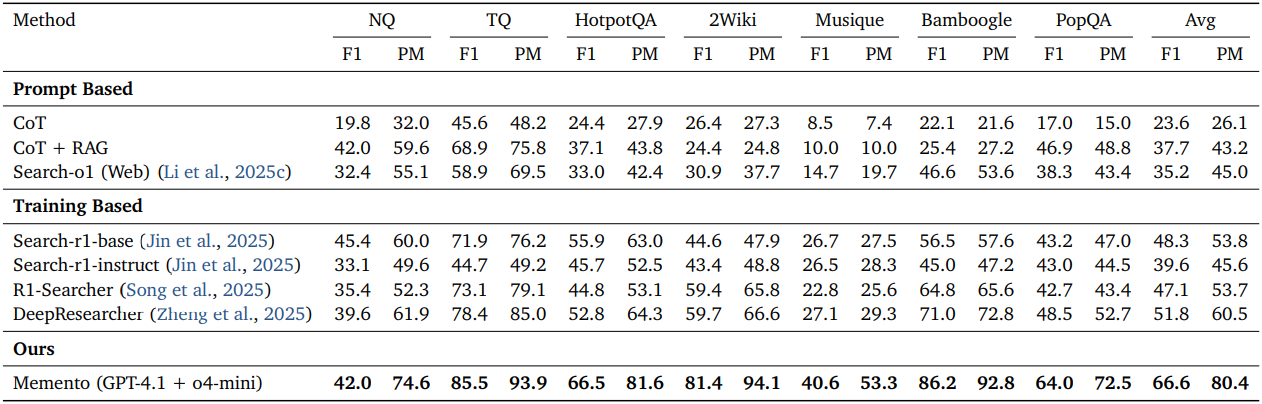 Method NQ TQ HotpotQA 2Wiki Musique Bamboogle PopQA Avg
F1 PM F1 PM F1 PM F1 PM F1 PM F1 PM F1 PM F1 PM
Prompt Based
CoT 19.8 32.0 45.6 48.2 24.4 27.9 26.4 27.3 8.5 7.4 22.1 21.6 17.0 15.0 23.6 26.1
CoT + RAG 42.0 59.6 68.9 75.8 37.1 43.8 24.4 24.8 10.0 10.0 25.4 27.2 46.9 48.8 37.7 43.2
Search-o1 (Web) (Li et al., 2025c) 32.4 55.1 58.9 69.5 33.0 42.4 30.9 37.7 14.7 19.7 46.6 53.6 38.3 43.4 35.2 45.0
Training Based
Search-r1-base (Jin et al., 2025) 45.4 60.0 71.9 76.2 55.9 63.0 44.6 47.9 26.7 27.5 56.5 57.6 43.2 47.0 48.3 53.8
Search-r1-instruct (Jin et al., 2025) 33.1 49.6 44.7 49.2 45.7 52.5 43.4 48.8 26.5 28.3 45.0 47.2 43.0 44.5 39.6 45.6
R1-Searcher (Song et al., 2025) 35.4 52.3 73.1 79.1 44.8 53.1 59.4 65.8 22.8 25.6 64.8 65.6 42.7 43.4 47.1 53.7
DeepResearcher (Zheng et al., 2025) 39.6 61.9 78.4 85.0 52.8 64.3 59.7 66.6 27.1 29.3 71.0 72.8 48.5 52.7 51.8 60.5
Ours
Memento (GPT-4.1 + o4-mini) 42.0 74.6 85.5 93.9 66.5 81.6 81.4 94.1 40.6 53.3 86.2 92.8 64.0 72.5 66.6 80.4